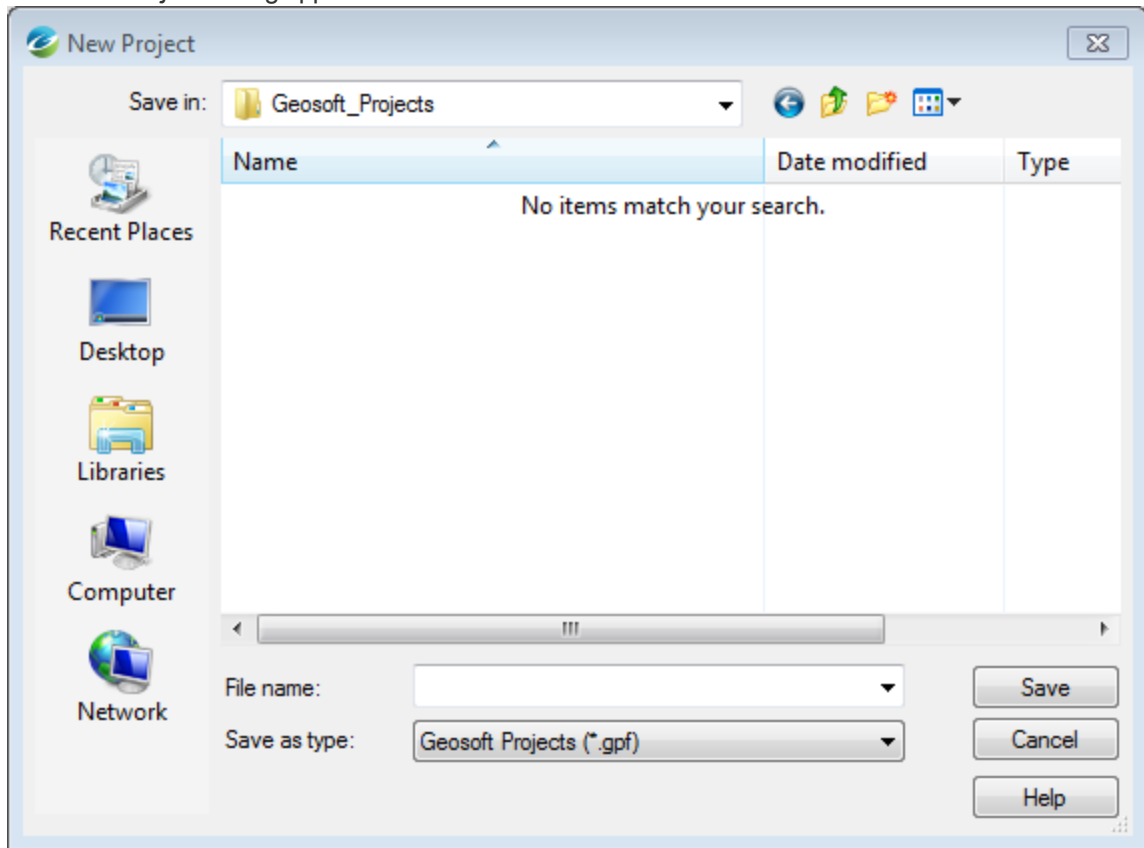 New Project
Save in: Geosoft_Projects
Name Date modified Type
No items match your search.
Recent Places
Desktop
Libraries
Computer
Network
File name: Save
Save as type: Geosoft Projects (*.gpf) Cancel
Help